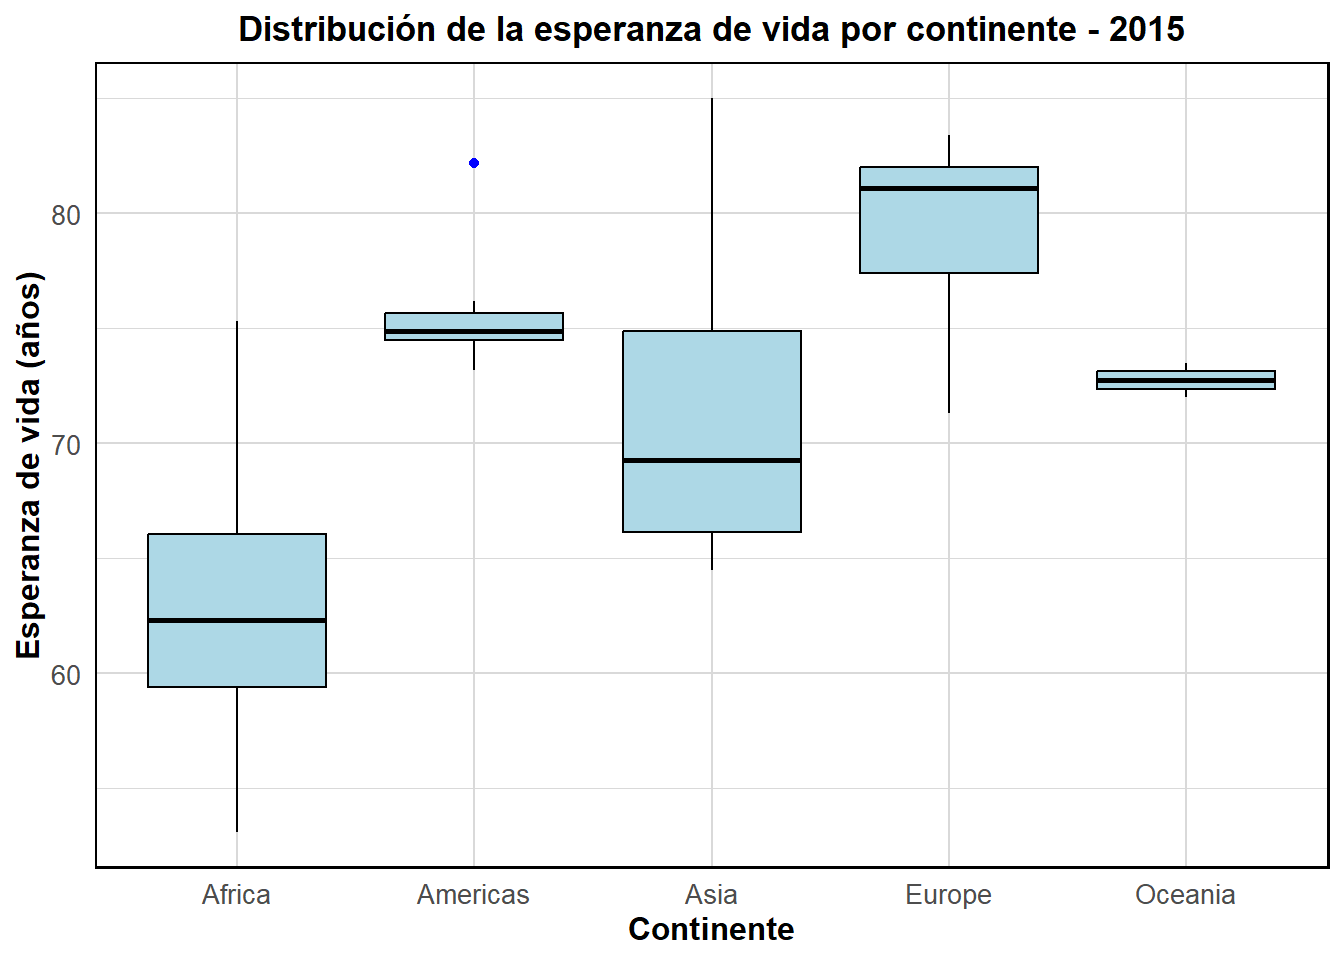 Distribución de la esperanza de vida por continente - 2015
Esperanza de vida (años)
80
70
60
Africa
Americas
Asia
Europe
Oceania
Continente